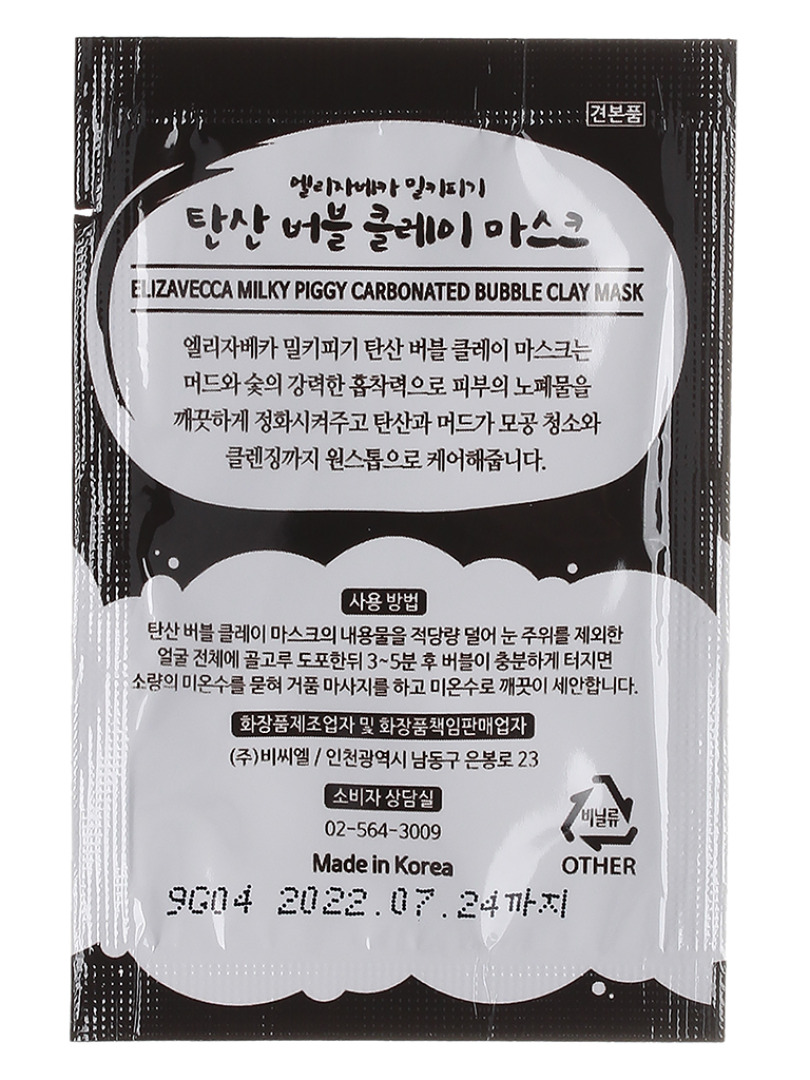 견본품
엘리자베카 밀키피기
탄산 버블 클레이 마스크
ELIZAVECCA MILKY PIGGY CARBONATED BUBBLE CLAY MASK
엘리자베카 밀키피기 탄산 버블 클레이 마스크는
머드와 숯의 강력한 흡착력으로 피부의 노폐물을
깨끗하게 정화시켜주고 탄산과 머드가 모공 청소와
클렌징까지 원스톱으로 케어해줍니다.
사용 방법
탄산 버블 클레이 마스크의 내용물을 적당량 덜어 눈 주위를 제외한
얼굴 전체에 골고루 도포한뒤 3~5분 후 버블이 충분하게 터지면
소량의 미온수를 묻혀 거품 마사지를 하고 미온수로 깨끗이 세안합니다.
화장품제조업자 및 화장품책임판매업자
(주)비씨엘 / 인천광역시 남동구 은봉로 23
소비자 상담실
02-564-3009
비닐류
OTHER
Made in Korea
9G04 2022.07.24까지